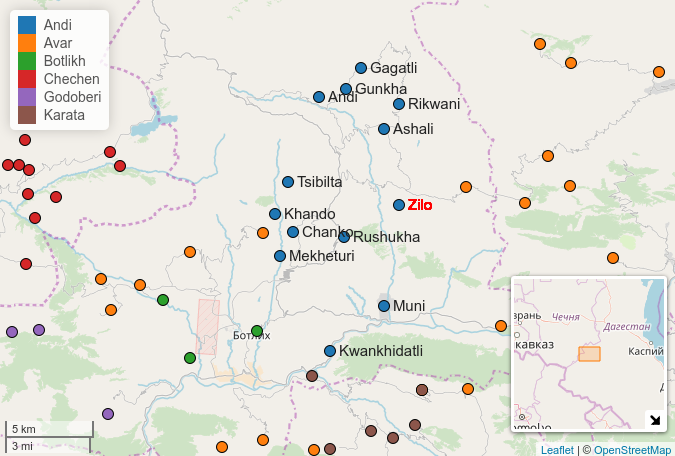 Andi
Avar
Botlikh
Chechen
Godoberi
Karata
Gagatli
Gunkha
Andi
Rikwani
Ashali
Tsibilta
Zilo
Khando
Chanko
Rushukha
Mekheturi
Muni
Ботлих
Kwankhidatli
Чечня
Дагестан
кавказ
Каспий
5 km
3 mi
Leaflet | © OpenStreetMap